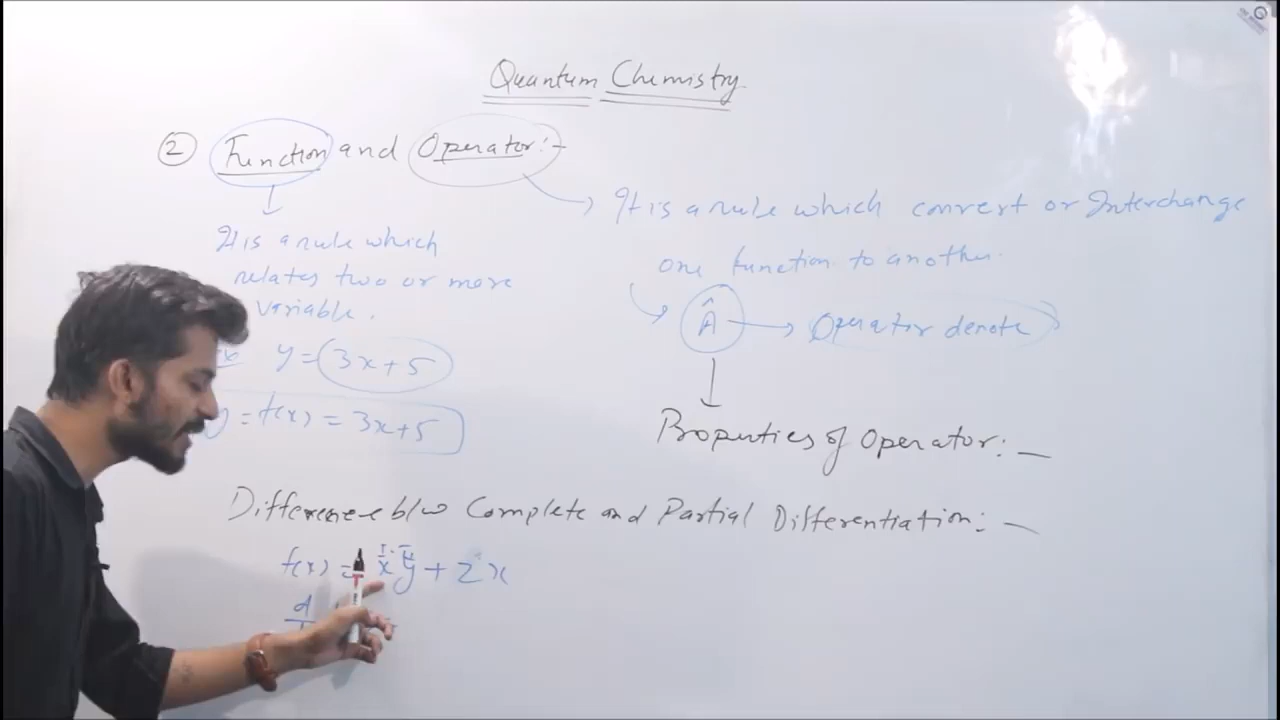 Quantum Chemistry
② Function and Operator:-
It is a rule which
relates two or more
variable.
y = 3x+5
y = f(x) = 3x+5
It is a rule which convert or Interchange
one function to another.
Â → Operator denote
Properties of Operator: —
Difference b/w Complete and Partial Differentiation: —
f(x) = x y + 2x
d